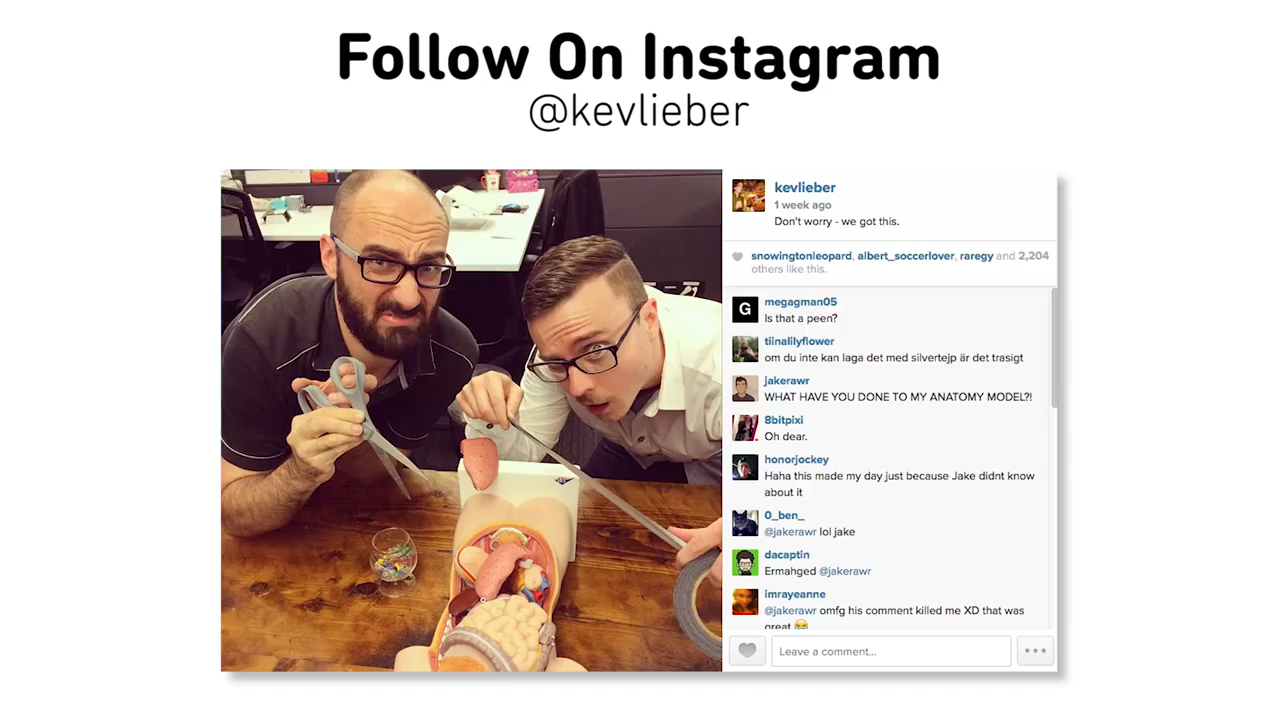 Follow On Instagram
@kevlieber
kevlieber
1 week ago
Don't worry - we got this.
snowingtonleopard, albert_soccerlover, raregy and 2,204
others like this.
G
megagman05
Is that a peen?
tiinalilyflower
om du inte kan laga det med silvertejp är det trasigt
jakerawr
WHAT HAVE YOU DONE TO MY ANATOMY MODEL?!
8bitpixi
Oh dear.
honorjockey
Haha this made my day just because Jake didnt know
about it
0_ben_
@jakerawr lol jake
dacaptin
Ermahged @jakerawr
imrayeanne
@jakerawr omfg his comment killed me XD that was
great 😂
Leave a comment...